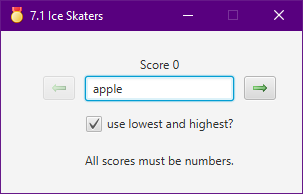 7.1 Ice Skaters
Score 0
apple
use lowest and highest?
All scores must be numbers.